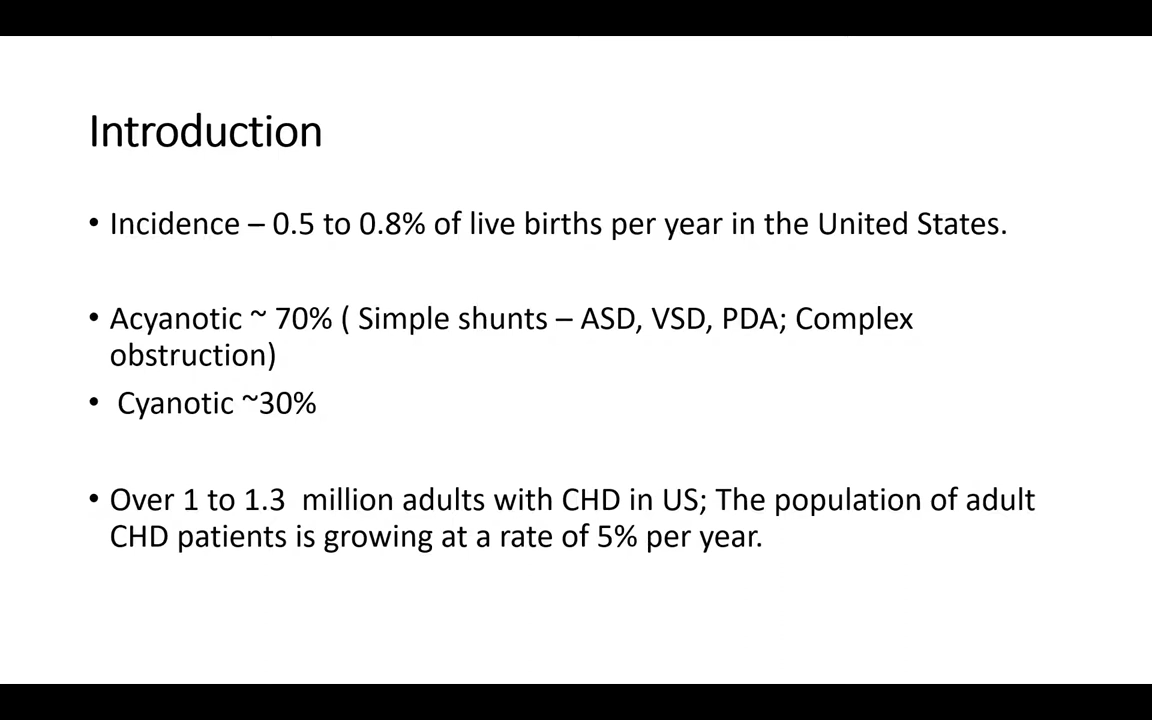 Introduction
• Incidence – 0.5 to 0.8% of live births per year in the United States.
• Acyanotic ~ 70% ( Simple shunts – ASD, VSD, PDA; Complex
obstruction)
• Cyanotic ~30%
• Over 1 to 1.3  million adults with CHD in US; The population of adult
CHD patients is growing at a rate of 5% per year.